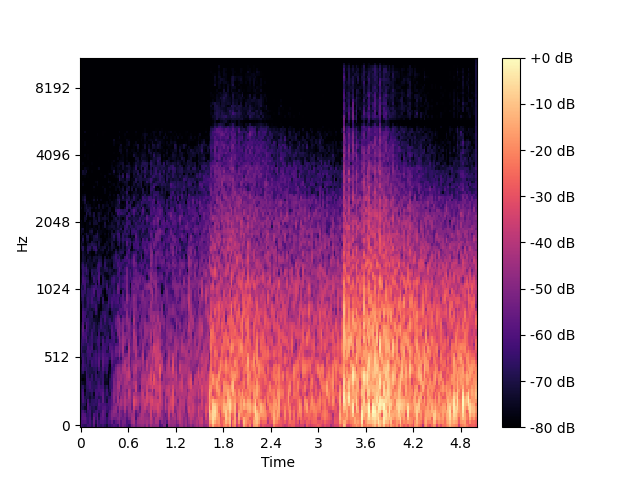 +0 dB
8192
-10 dB
4096
-20 dB
-30 dB
2048
Hz
-40 dB
1024
-50 dB
-60 dB
512
-70 dB
0
-80 dB
0 0.6 1.2 1.8 2.4 3 3.6 4.2 4.8
Time